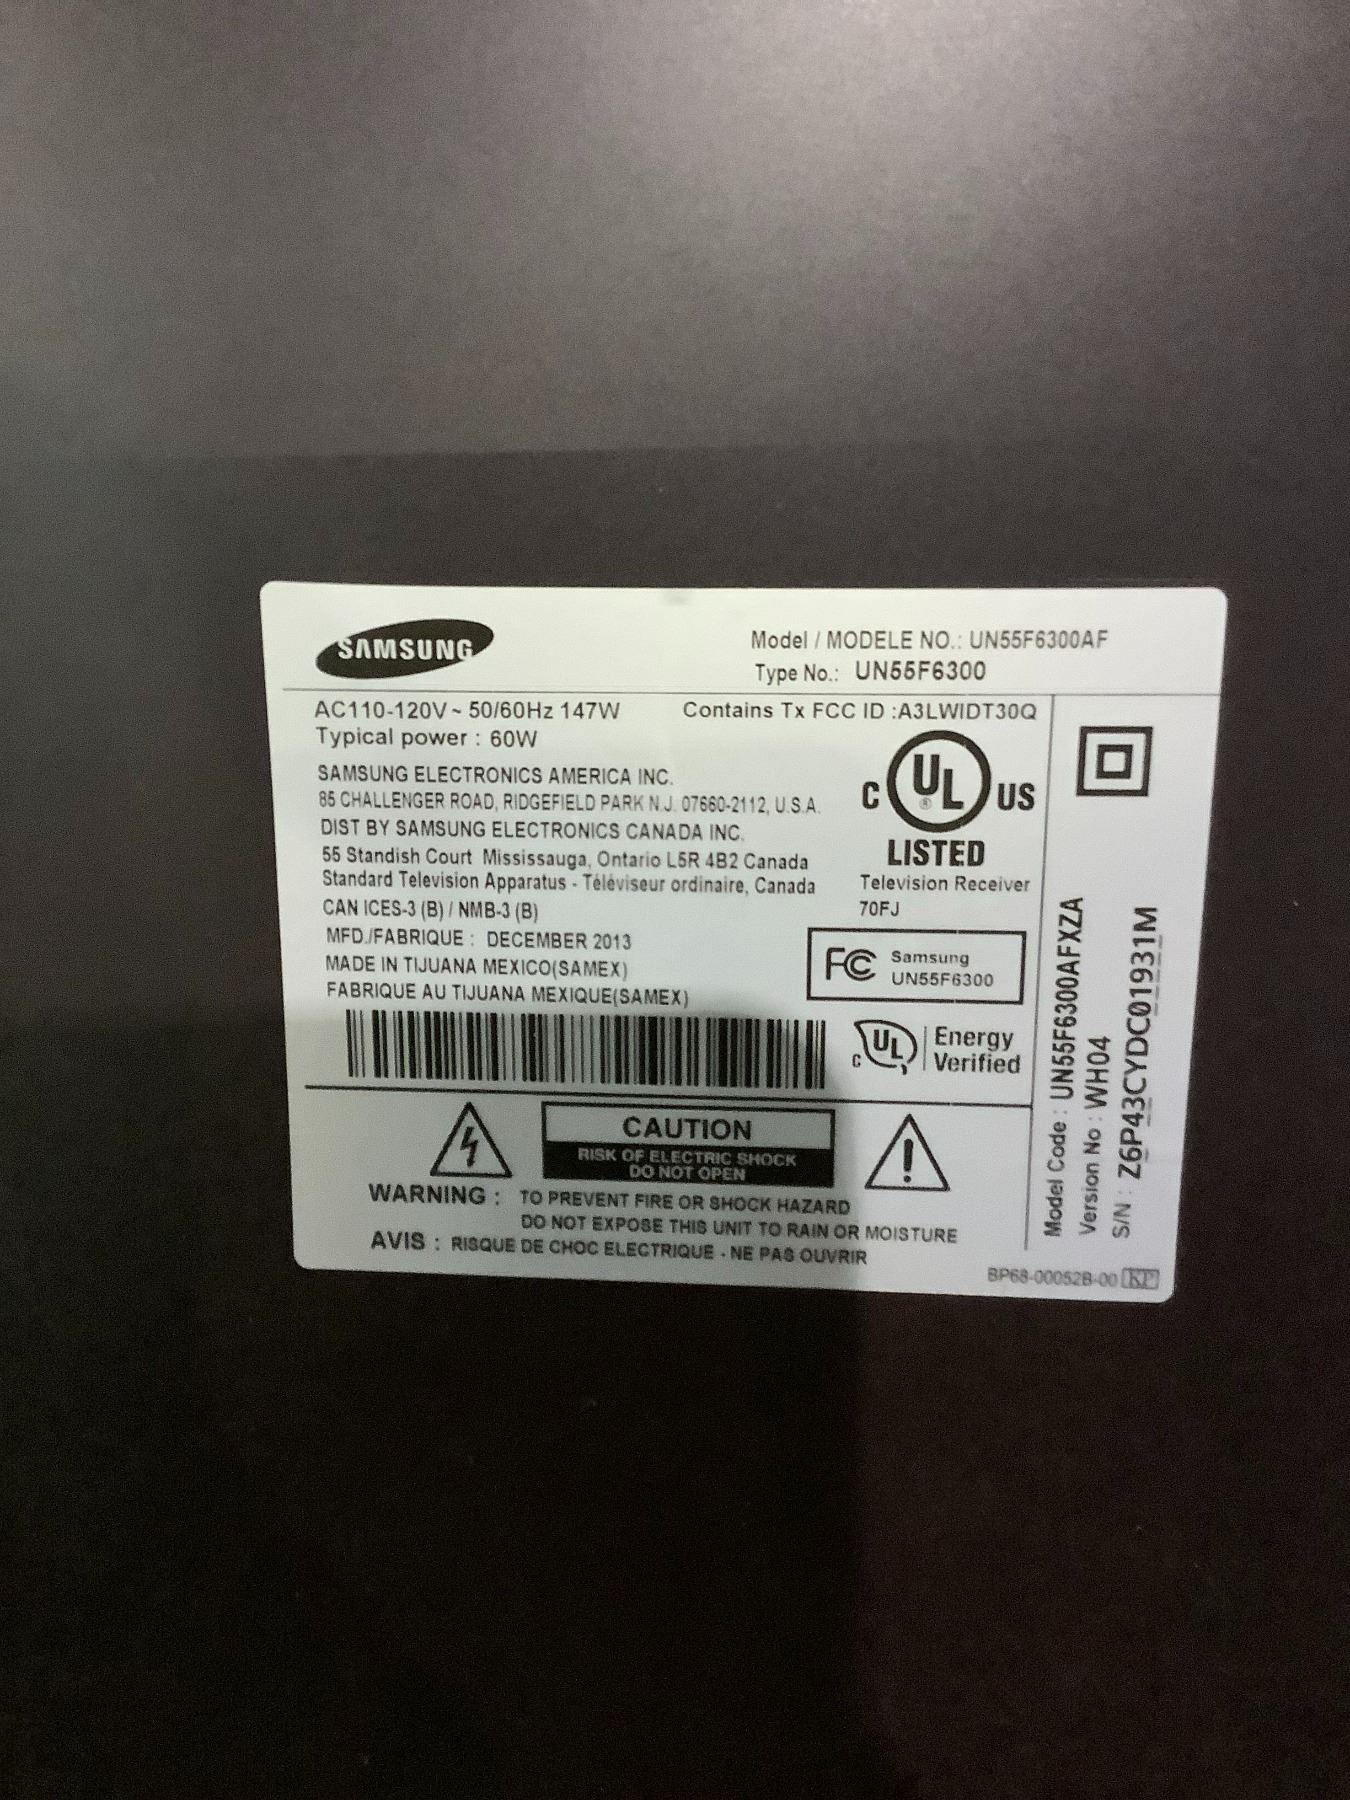 SAMSUNG
Model / MODELE NO.: UN55F6300AF
Type No.: UN55F6300
AC110-120V~ 50/60Hz 147W
Contains Tx FCC ID :A3LWIDT30Q
Typical power : 60W
SAMSUNG ELECTRONICS AMERICA INC.
85 CHALLENGER ROAD, RIDGEFIELD PARK N.J. 07660-2112, U.S.A.
DIST BY SAMSUNG ELECTRONICS CANADA INC.
55 Standish Court Mississauga, Ontario L5R 4B2 Canada
Standard Television Apparatus - Téléviseur ordinaire, Canada
CAN ICES-3 (B) / NMB-3 (B)
MFD./FABRIQUE : DECEMBER 2013
MADE IN TIJUANA MEXICO(SAMEX)
FABRIQUE AU TIJUANA MEXIQUE(SAMEX)
C UL ® US
LISTED
Television Receiver
70FJ
FC Samsung
UN55F6300
C UL Energy
Verified
CAUTION
RISK OF ELECTRIC SHOCK
DO NOT OPEN
WARNING : TO PREVENT FIRE OR SHOCK HAZARD
DO NOT EXPOSE THIS UNIT TO RAIN OR MOISTURE
AVIS : RISQUE DE CHOC ELECTRIQUE - NE PAS OUVRIR
Model Code : UN55F6300AFXZA
Version No : WH04
S/N : Z6P43CYDC01931M
BP68-00052B-00 KP